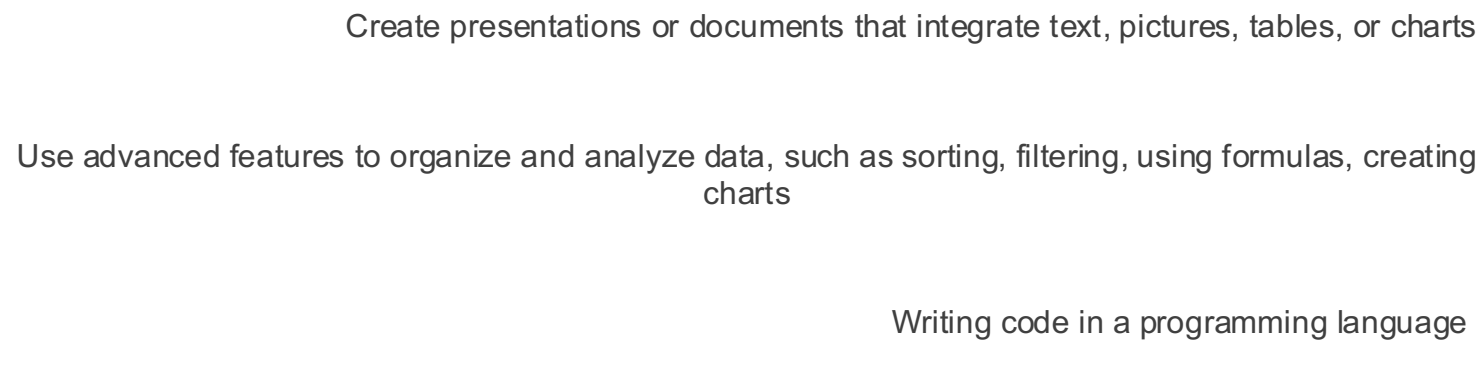 Create presentations or documents that integrate text, pictures, tables, or charts
Use advanced features to organize and analyze data, such as sorting, filtering, using formulas, creating
charts
Writing code in a programming language